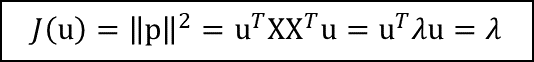 J(u) = ‖p‖² = uᵀXXᵀu = uᵀλu = λ